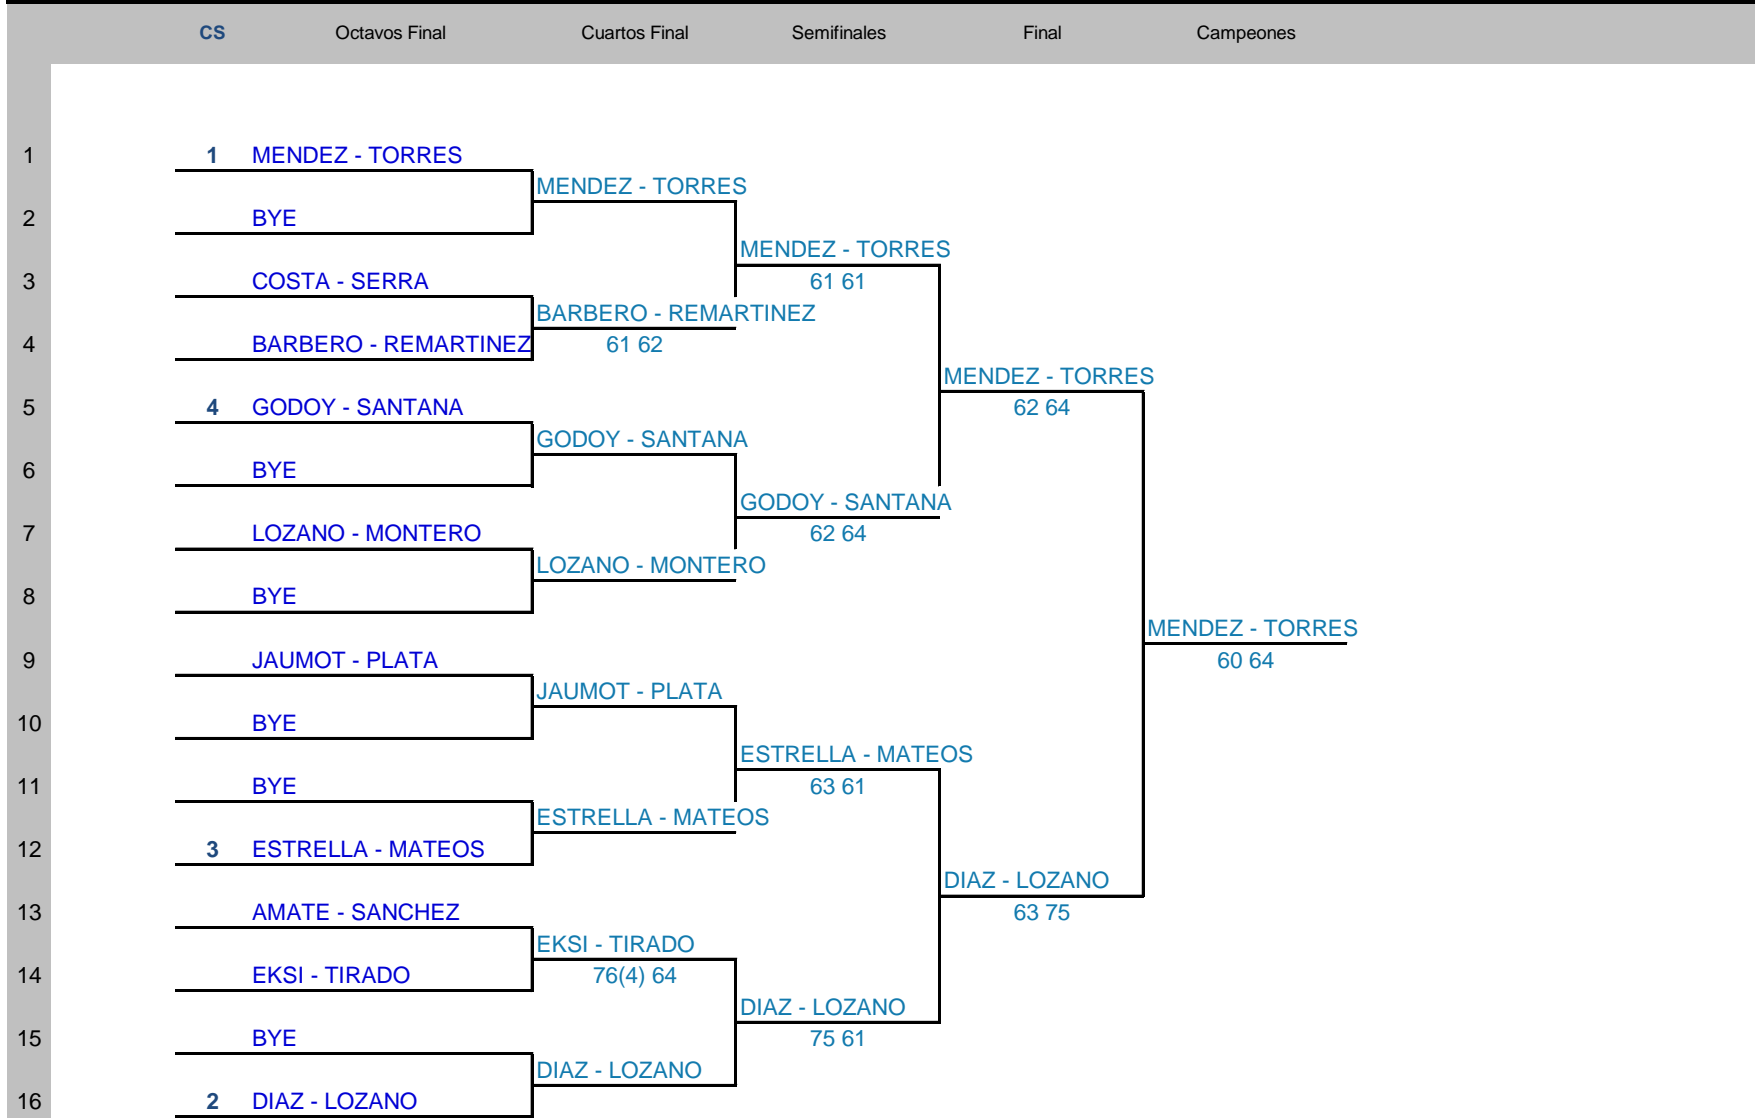 CS Octavos Final Cuartos Final Semifinales Final Campeones
1 1 MENDEZ - TORRES
MENDEZ - TORRES
2 BYE
MENDEZ - TORRES
3 COSTA - SERRA 61 61
BARBERO - REMARTINEZ
4 BARBERO - REMARTINEZ 61 62
MENDEZ - TORRES
5 4 GODOY - SANTANA 62 64
GODOY - SANTANA
6 BYE
GODOY - SANTANA
7 LOZANO - MONTERO 62 64
LOZANO - MONTERO
8 BYE
MENDEZ - TORRES
9 JAUMOT - PLATA 60 64
JAUMOT - PLATA
10 BYE
ESTRELLA - MATEOS
11 BYE 63 61
ESTRELLA - MATEOS
12 3 ESTRELLA - MATEOS
DIAZ - LOZANO
13 AMATE - SANCHEZ 63 75
EKSI - TIRADO
14 EKSI - TIRADO 76(4) 64
DIAZ - LOZANO
15 BYE 75 61
DIAZ - LOZANO
16 2 DIAZ - LOZANO